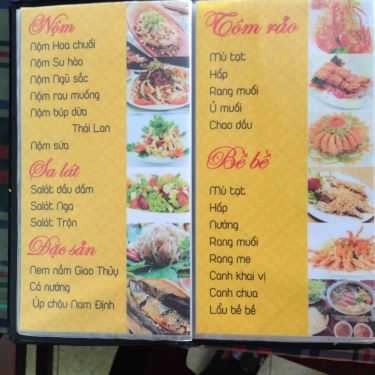 Nộm
Nộm Hoa chuối
Nộm Su hào
Nộm Ngũ sắc
Nộm rau muống
Nộm búp dừa
Thái Lan
Nộm sứa
Sa lát
Salát dầu dấm
Salát Nga
Salát Trộn
Đặc sản
Nem nắm Giao Thủy
Cá nướng
Úp chậu Nam Định
Tôm rảo
Mù tạt
Hấp
Rang muối
Ủ muối
Chao dầu
Bề bề
Mù tạt
Hấp
Nướng
Rang muối
Rang me
Canh khai vị
Canh chua
Lẩu bề bề